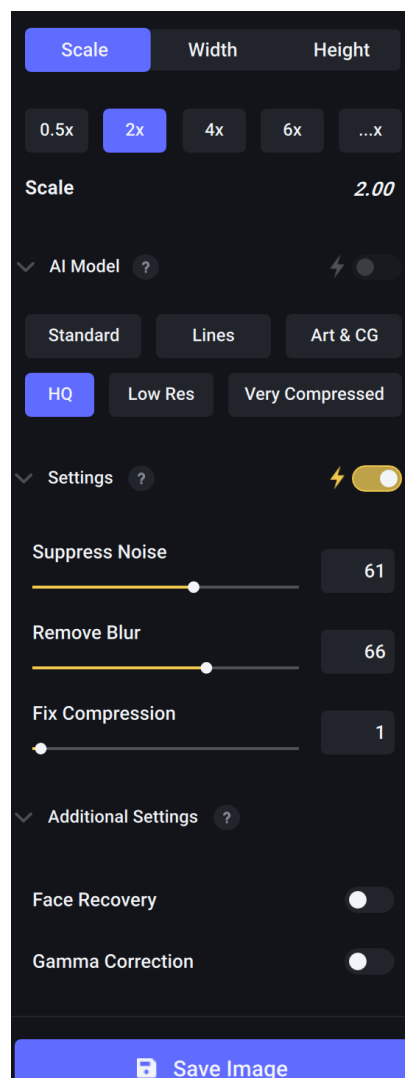 Scale Width Height
0.5x 2x 4x 6x ...x
Scale 2.00
AI Model ?
Standard Lines Art & CG
HQ Low Res Very Compressed
Settings ?
Suppress Noise
61
Remove Blur
66
Fix Compression
1
Additional Settings ?
Face Recovery
Gamma Correction
Save Image